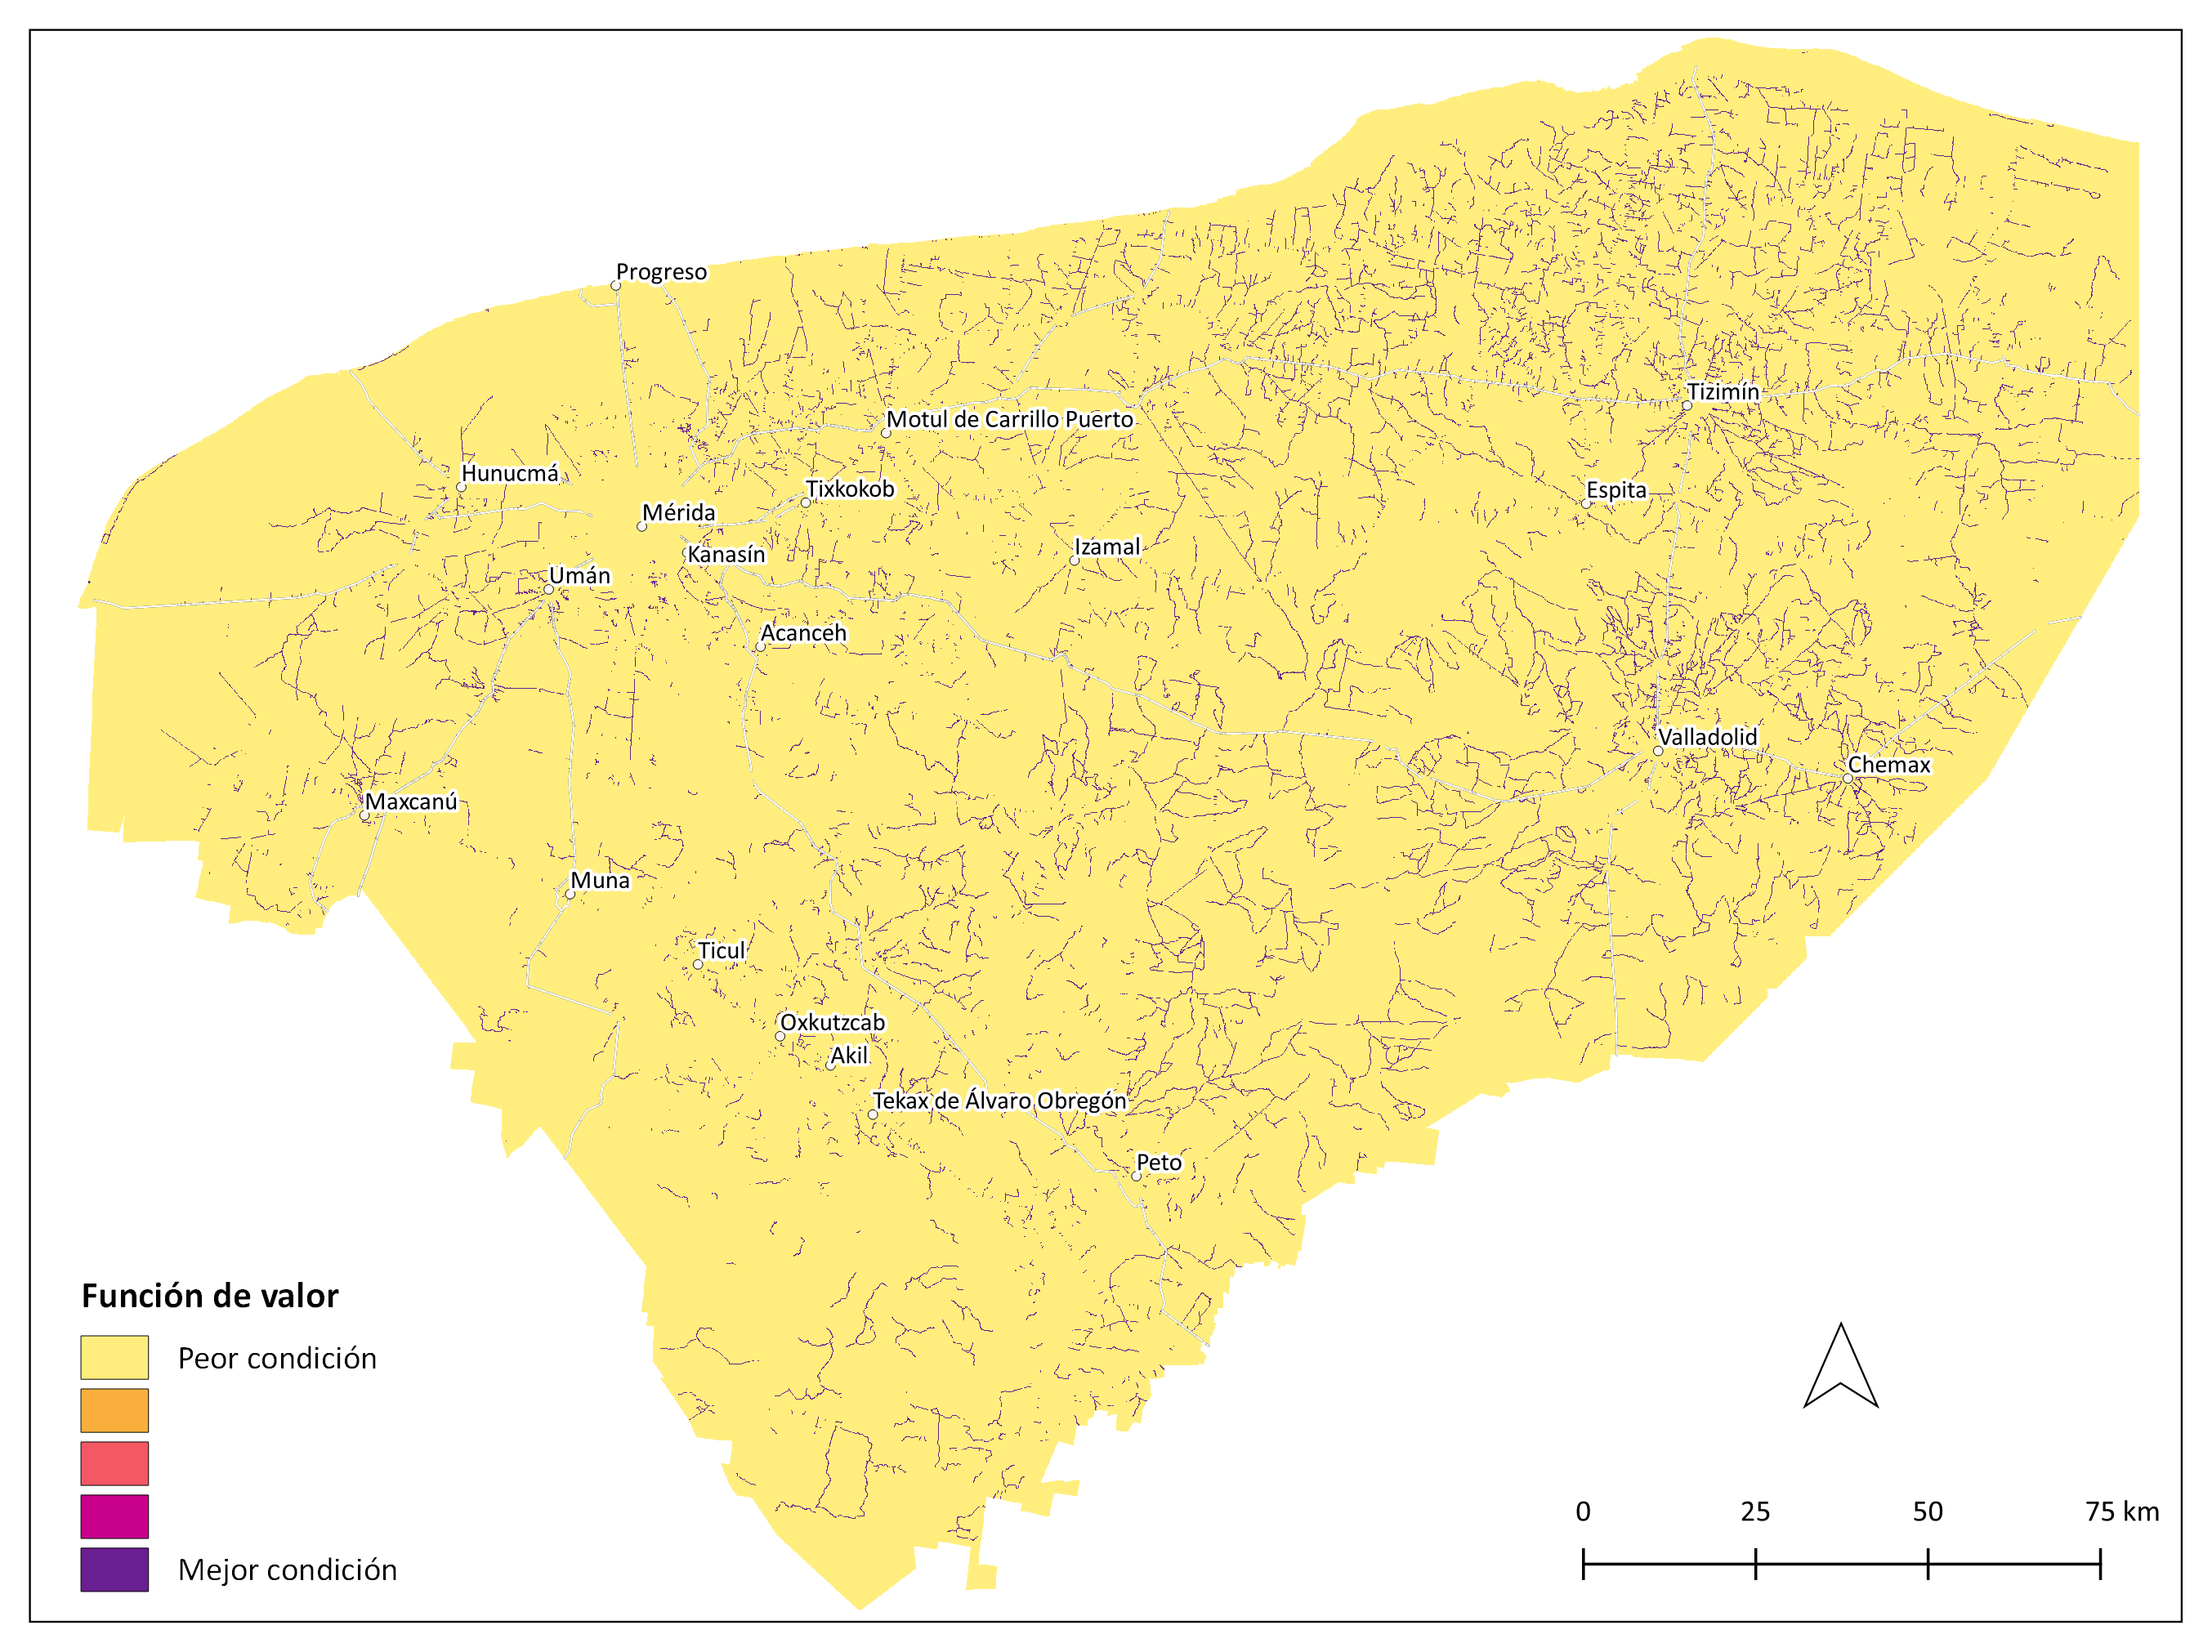 Progreso
Tizimín
Motul de Carrillo Puerto
Hunucmá
Tixkokob
Espita
Mérida
Kanasín
Izamal
Umán
Acanceh
Valladolid
Chemax
Maxcanú
Muna
Ticul
Oxkutzcab
Akil
Tekax de Álvaro Obregón
Peto
Función de valor
Peor condición
Mejor condición
0 25 50 75 km